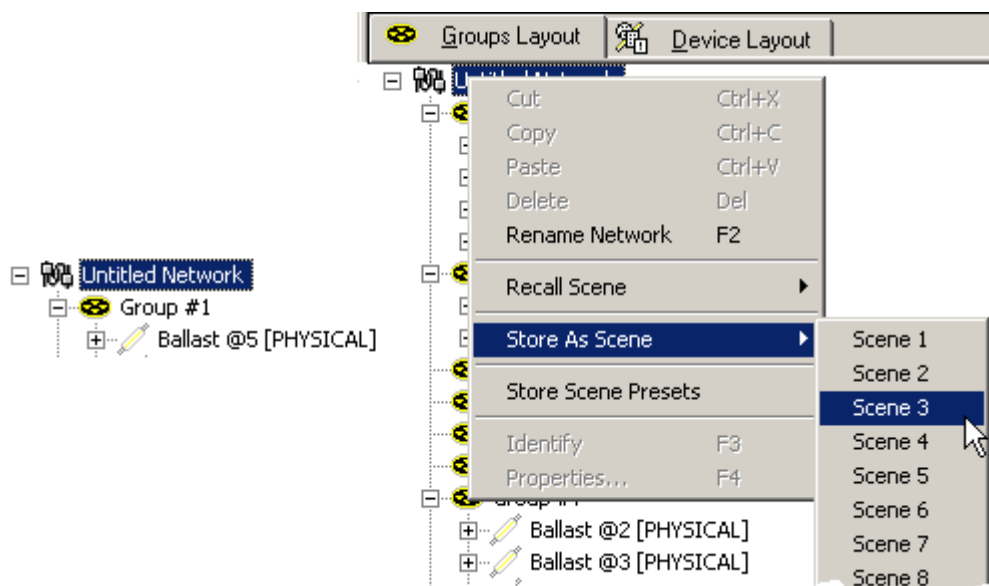 Groups Layout
Device Layout
Cut Ctrl+X
Copy Ctrl+C
Paste Ctrl+V
Delete Del
Rename Network F2
Recall Scene
Store As Scene
Store Scene Presets
Identify F3
Properties... F4
Scene 1
Scene 2
Scene 3
Scene 4
Scene 5
Scene 6
Scene 7
Scene 8
Ballast @2 [PHYSICAL]
Ballast @3 [PHYSICAL]
Untitled Network
Group #1
Ballast @5 [PHYSICAL]